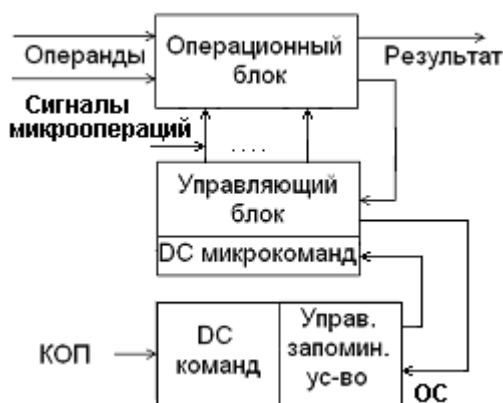 Операнды
Операционный
блок
Результат
Сигналы
микроопераций
. . . .
Управляющий
блок
DC микрокоманд
КОП
DC
команд
Управ.
запомин.
ус-во
ОС